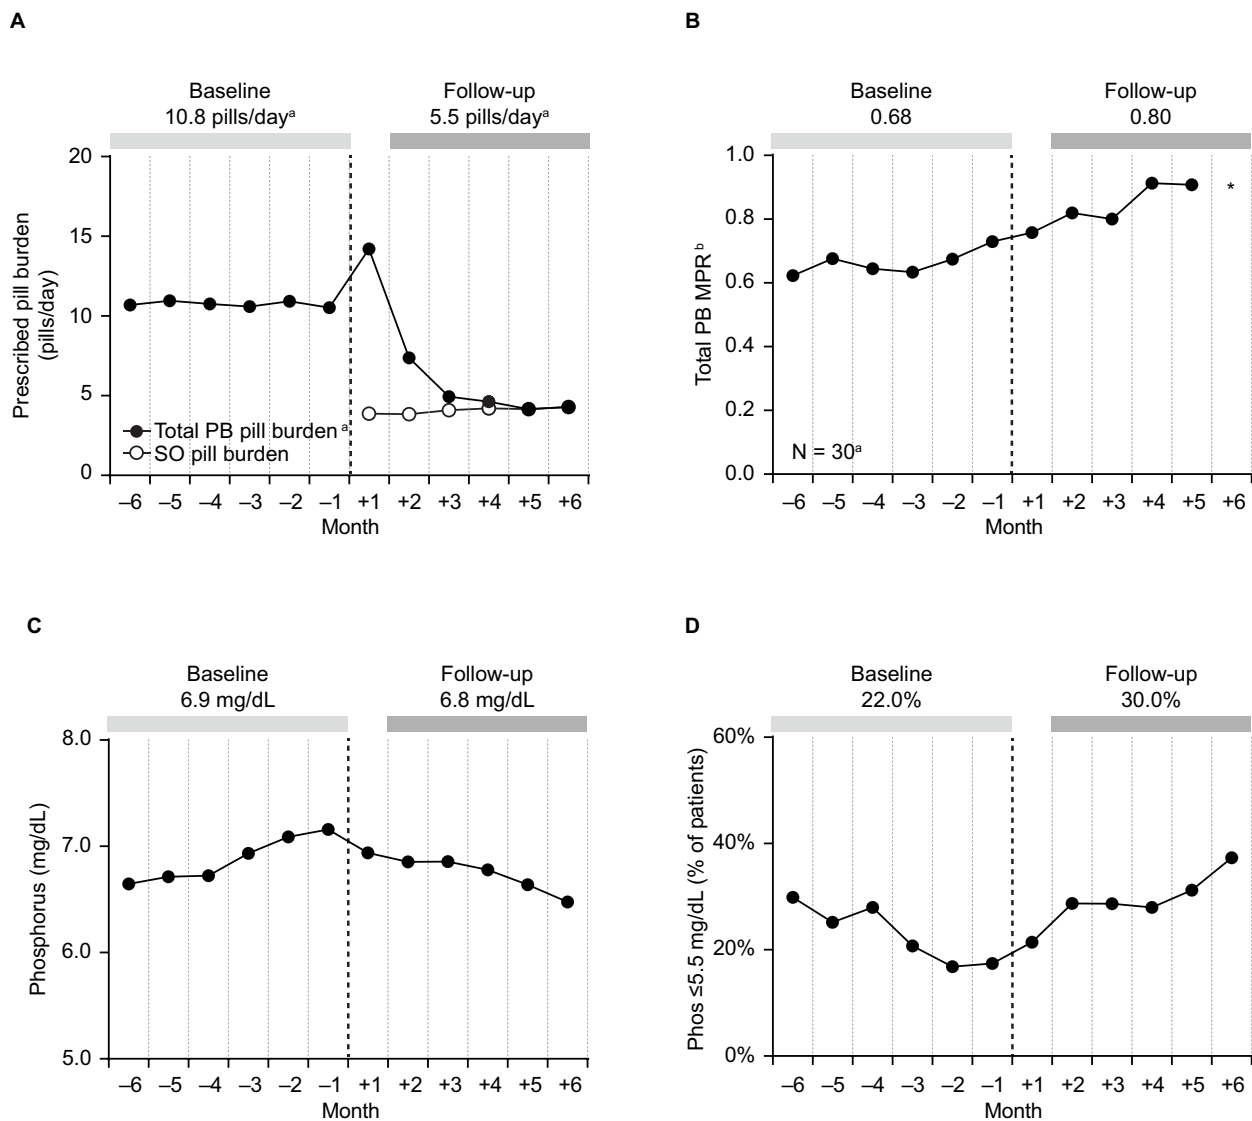 A
Baseline
10.8 pills/dayᵃ
Follow-up
5.5 pills/dayᵃ
Prescribed pill burden
(pills/day)
20
15
10
5
0
Total PB pill burden ᵃ
SO pill burden
–6 –5 –4 –3 –2 –1 +1 +2 +3 +4 +5 +6
Month
B
Baseline
0.68
Follow-up
0.80
Total PB MPR ᵇ
1.0
0.8
0.6
0.4
0.2
0.0
*
N = 30ᵃ
–6 –5 –4 –3 –2 –1 +1 +2 +3 +4 +5 +6
Month
C
Baseline
6.9 mg/dL
Follow-up
6.8 mg/dL
Phosphorus (mg/dL)
8.0
7.0
6.0
5.0
–6 –5 –4 –3 –2 –1 +1 +2 +3 +4 +5 +6
Month
D
Baseline
22.0%
Follow-up
30.0%
Phos ≤5.5 mg/dL (% of patients)
60%
40%
20%
0%
–6 –5 –4 –3 –2 –1 +1 +2 +3 +4 +5 +6
Month